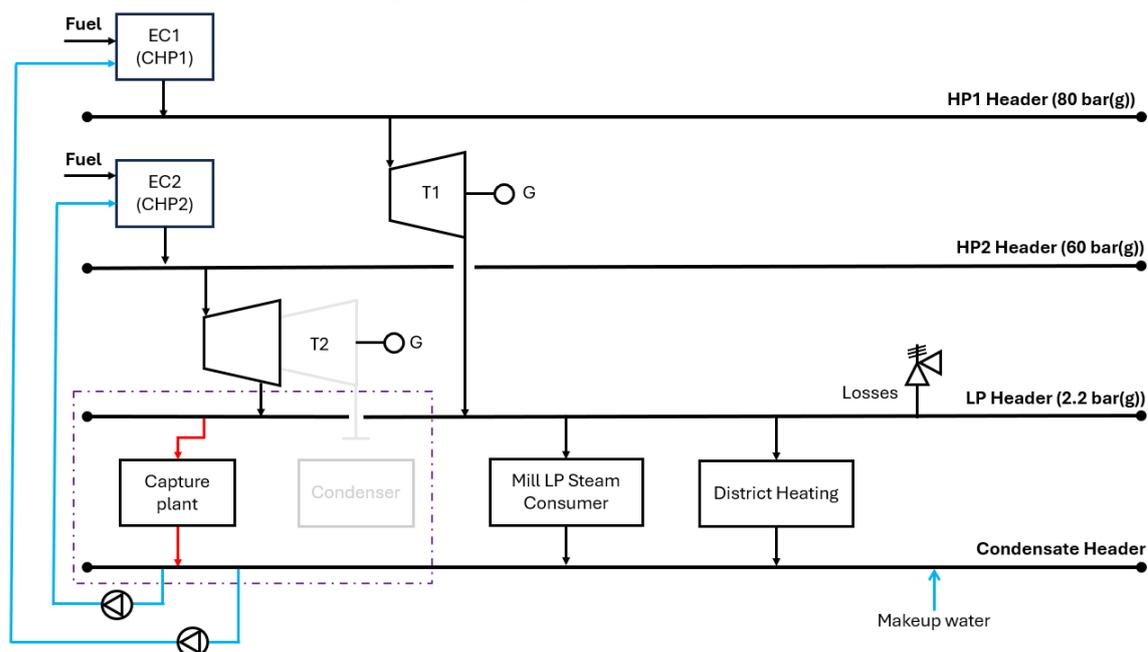 Fuel
EC1
(CHP1)
HP1 Header (80 bar(g))
Fuel
EC2
(CHP2)
T1
G
HP2 Header (60 bar(g))
T2
G
Losses
LP Header (2.2 bar(g))
Capture
plant
Condenser
Mill LP Steam
Consumer
District Heating
Condensate Header
Makeup water